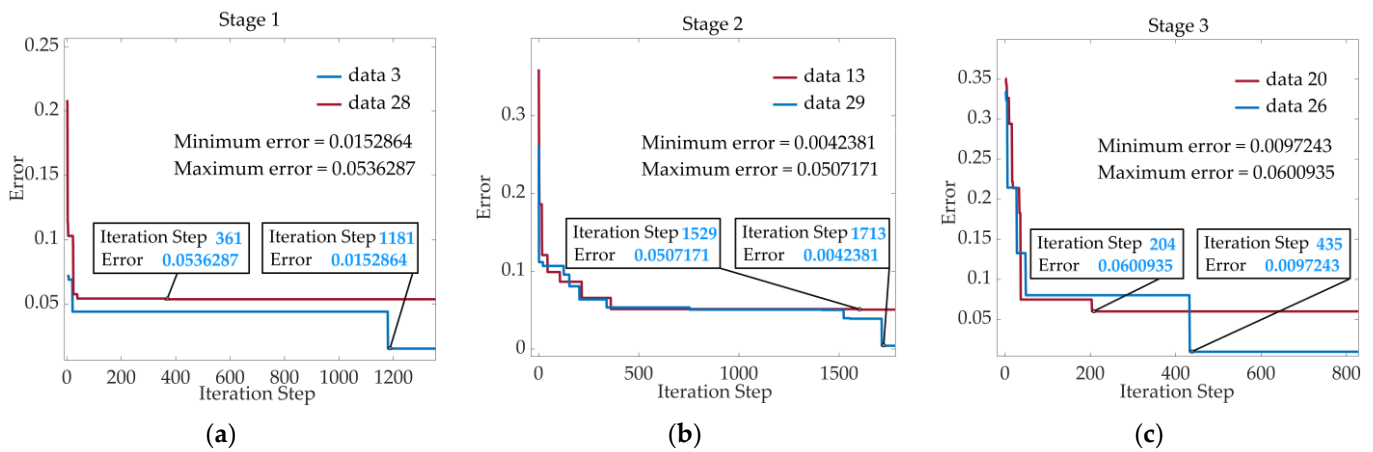 Stage 1
0.25
0.2
0.15
0.1
0.05
Error
data 3
data 28
Minimum error = 0.0152864
Maximum error = 0.0536287
Iteration Step 361
Error 0.0536287
Iteration Step 1181
Error 0.0152864
0 200 400 600 800 1000 1200
Iteration Step
(a)
Stage 2
0.3
0.2
0.1
0
Error
data 13
data 29
Minimum error = 0.0042381
Maximum error = 0.0507171
Iteration Step 1529
Error 0.0507171
Iteration Step 1713
Error 0.0042381
0 500 1000 1500
Iteration Step
(b)
Stage 3
0.35
0.30
0.25
0.20
0.15
0.10
0.05
Error
data 20
data 26
Minimum error = 0.0097243
Maximum error = 0.0600935
Iteration Step 204
Error 0.0600935
Iteration Step 435
Error 0.0097243
0 200 400 600 800
Iteration Step
(c)